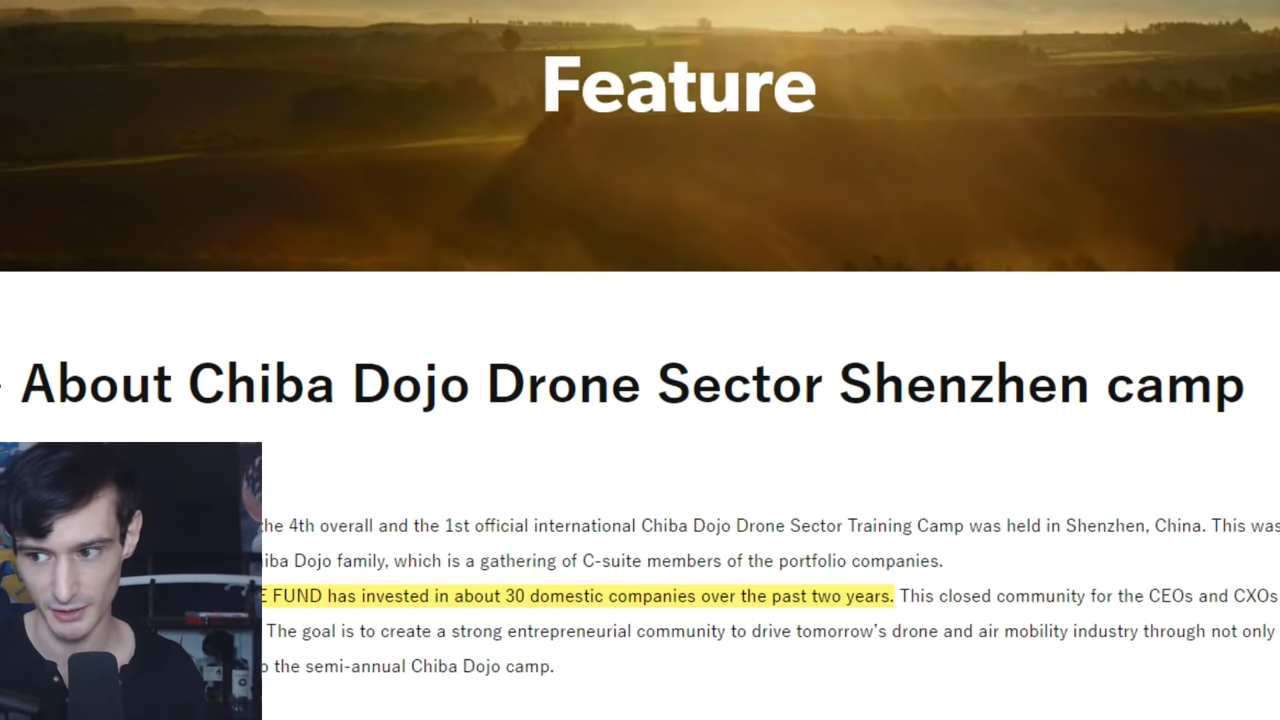 Feature
About Chiba Dojo Drone Sector Shenzhen camp
the 4th overall and the 1st official international Chiba Dojo Drone Sector Training Camp was held in Shenzhen, China. This was
iba Dojo family, which is a gathering of C-suite members of the portfolio companies.
E FUND has invested in about 30 domestic companies over the past two years. This closed community for the CEOs and CXOs
The goal is to create a strong entrepreneurial community to drive tomorrow's drone and air mobility industry through not only
o the semi-annual Chiba Dojo camp.